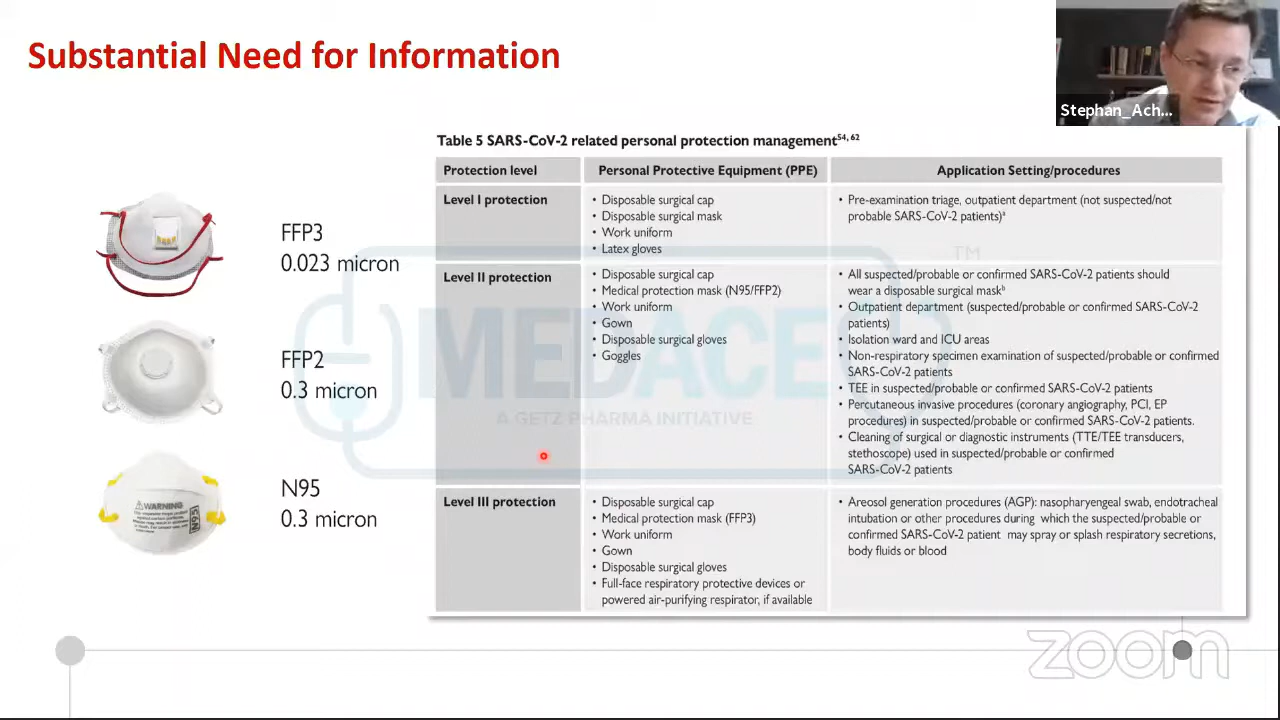 Substantial Need for Information
Stephan_Ach...
FFP3
0.023 micron
FFP2
0.3 micron
WARNING
N95
N95
0.3 micron
Table 5 SARS-CoV-2 related personal protection management54, 62
Protection level
Personal Protective Equipment (PPE)
Application Setting/procedures
Level I protection
• Disposable surgical cap
• Disposable surgical mask
• Work uniform
• Latex gloves
• Pre-examination triage, outpatient department (not suspected/not
probable SARS-CoV-2 patients)a
Level II protection
• Disposable surgical cap
• Medical protection mask (N95/FFP2)
• Work uniform
• Gown
• Disposable surgical gloves
• Goggles
• All suspected/probable or confirmed SARS-CoV-2 patients should
wear a disposable surgical maskb
• Outpatient department (suspected/probable or confirmed SARS-CoV-2
patients)
• Isolation ward and ICU areas
• Non-respiratory specimen examination of suspected/probable or confirmed
SARS-CoV-2 patients
• TEE in suspected/probable or confirmed SARS-CoV-2 patients
• Percutaneous invasive procedures (coronary angiography, PCI, EP
procedures) in suspected/probable or confirmed SARS-CoV-2 patients.
• Cleaning of surgical or diagnostic instruments (TTE/TEE transducers,
stethoscope) used in suspected/probable or confirmed
SARS-CoV-2 patients
Level III protection
• Disposable surgical cap
• Medical protection mask (FFP3)
• Work uniform
• Gown
• Disposable surgical gloves
• Full-face respiratory protective devices or
powered air-purifying respirator, if available
• Aerosol generation procedures (AGP): nasopharyngeal swab, endotracheal
intubation or other procedures during which the suspected/probable or
confirmed SARS-CoV-2 patient may spray or splash respiratory secretions,
body fluids or blood
MEDACE
TM
A GETZ PHARMA INITIATIVE
zoom